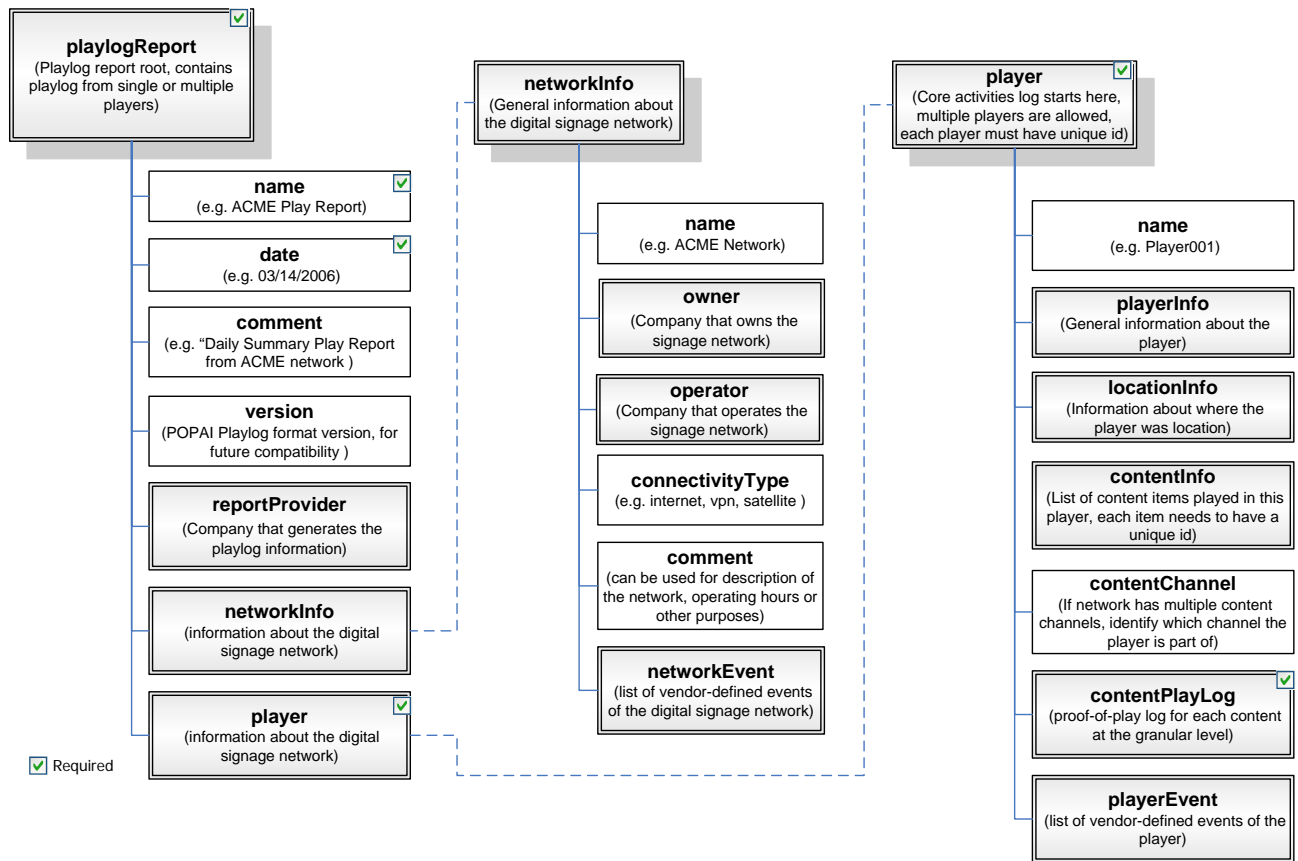 playlogReport
(Playlog report root, contains
playlog from single or multiple
players)
name
(e.g. ACME Play Report)
date
(e.g. 03/14/2006)
comment
(e.g. “Daily Summary Play Report
from ACME network )
version
(POPAI Playlog format version, for
future compatibility )
reportProvider
(Company that generates the
playlog information)
networkInfo
(information about the digital
signage network)
player
(information about the digital
signage network)
Required
networkInfo
(General information about
the digital signage network)
name
(e.g. ACME Network)
owner
(Company that owns the
signage network)
operator
(Company that operates the
signage network)
connectivityType
(e.g. internet, vpn, satellite )
comment
(can be used for description of
the network, operating hours or
other purposes)
networkEvent
(list of vendor-defined events
of the digital signage network)
player
(Core activities log starts here,
multiple players are allowed,
each player must have unique id)
name
(e.g. Player001)
playerInfo
(General information about the
player)
locationInfo
(Information about where the
player was location)
contentInfo
(List of content items played in this
player, each item needs to have a
unique id)
contentChannel
(If network has multiple content
channels, identify which channel the
player is part of)
contentPlayLog
(proof-of-play log for each content
at the granular level)
playerEvent
(list of vendor-defined events of the
player)